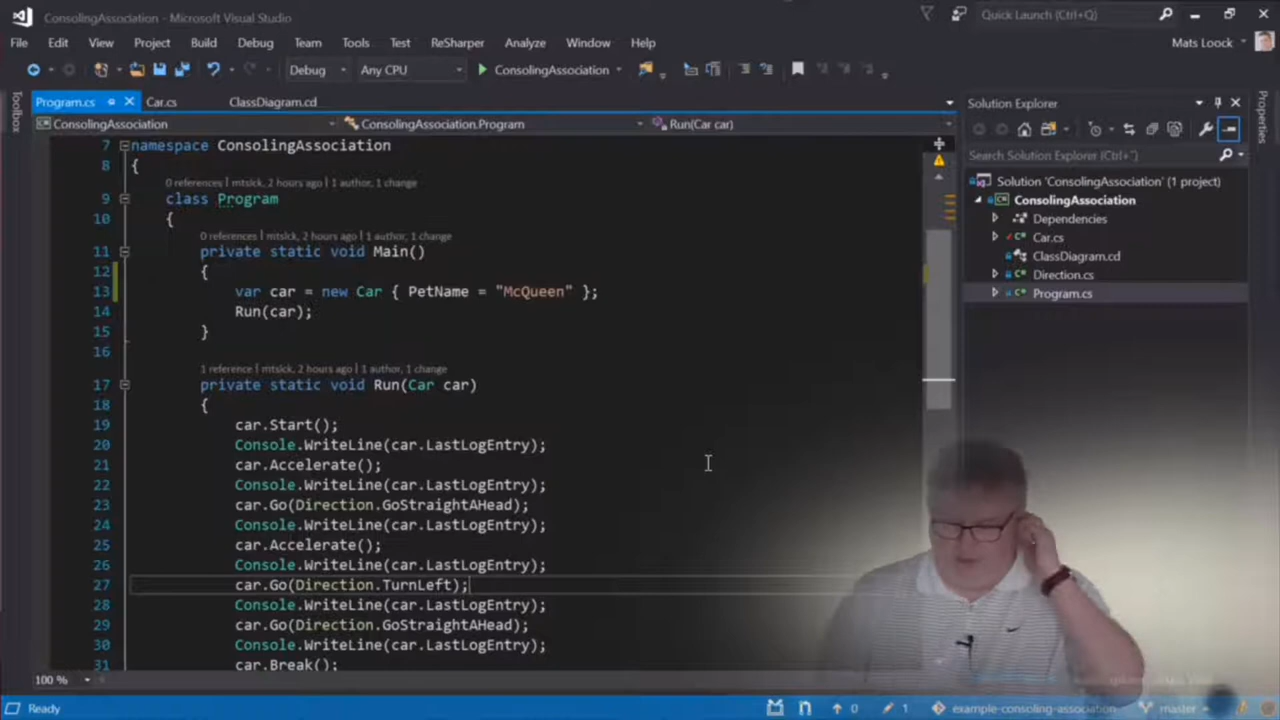 ConsolingAssociation - Microsoft Visual Studio
Quick Launch (Ctrl+Q)
File Edit View Project Build Debug Team Tools Test ReSharper Analyze Window Help
Mats Loock
Debug Any CPU ConsolingAssociation
Toolbox
Program.cs Car.cs ClassDiagram.cd
ConsolingAssociation ConsolingAssociation.Program Run(Car car)
7 namespace ConsolingAssociation
8 {
0 references | mtslck, 2 hours ago | 1 author, 1 change
9 class Program
10 {
0 references | mtslck, 2 hours ago | 1 author, 1 change
11 private static void Main()
12 {
13 var car = new Car { PetName = "McQueen" };
14 Run(car);
15 }
16
1 reference | mtslck, 2 hours ago | 1 author, 1 change
17 private static void Run(Car car)
18 {
19 car.Start();
20 Console.WriteLine(car.LastLogEntry);
21 car.Accelerate();
22 Console.WriteLine(car.LastLogEntry);
23 car.Go(Direction.GoStraightAHead);
24 Console.WriteLine(car.LastLogEntry);
25 car.Accelerate();
26 Console.WriteLine(car.LastLogEntry);
27 car.Go(Direction.TurnLeft);
28 Console.WriteLine(car.LastLogEntry);
29 car.Go(Direction.GoStraightAHead);
30 Console.WriteLine(car.LastLogEntry);
31 car.Break();
100 %
Solution Explorer
Search Solution Explorer (Ctrl+')
Solution 'ConsolingAssociation' (1 project)
ConsolingAssociation
Dependencies
Car.cs
ClassDiagram.cd
Direction.cs
Program.cs
Properties
Ready
0 1 example-consoling-association master